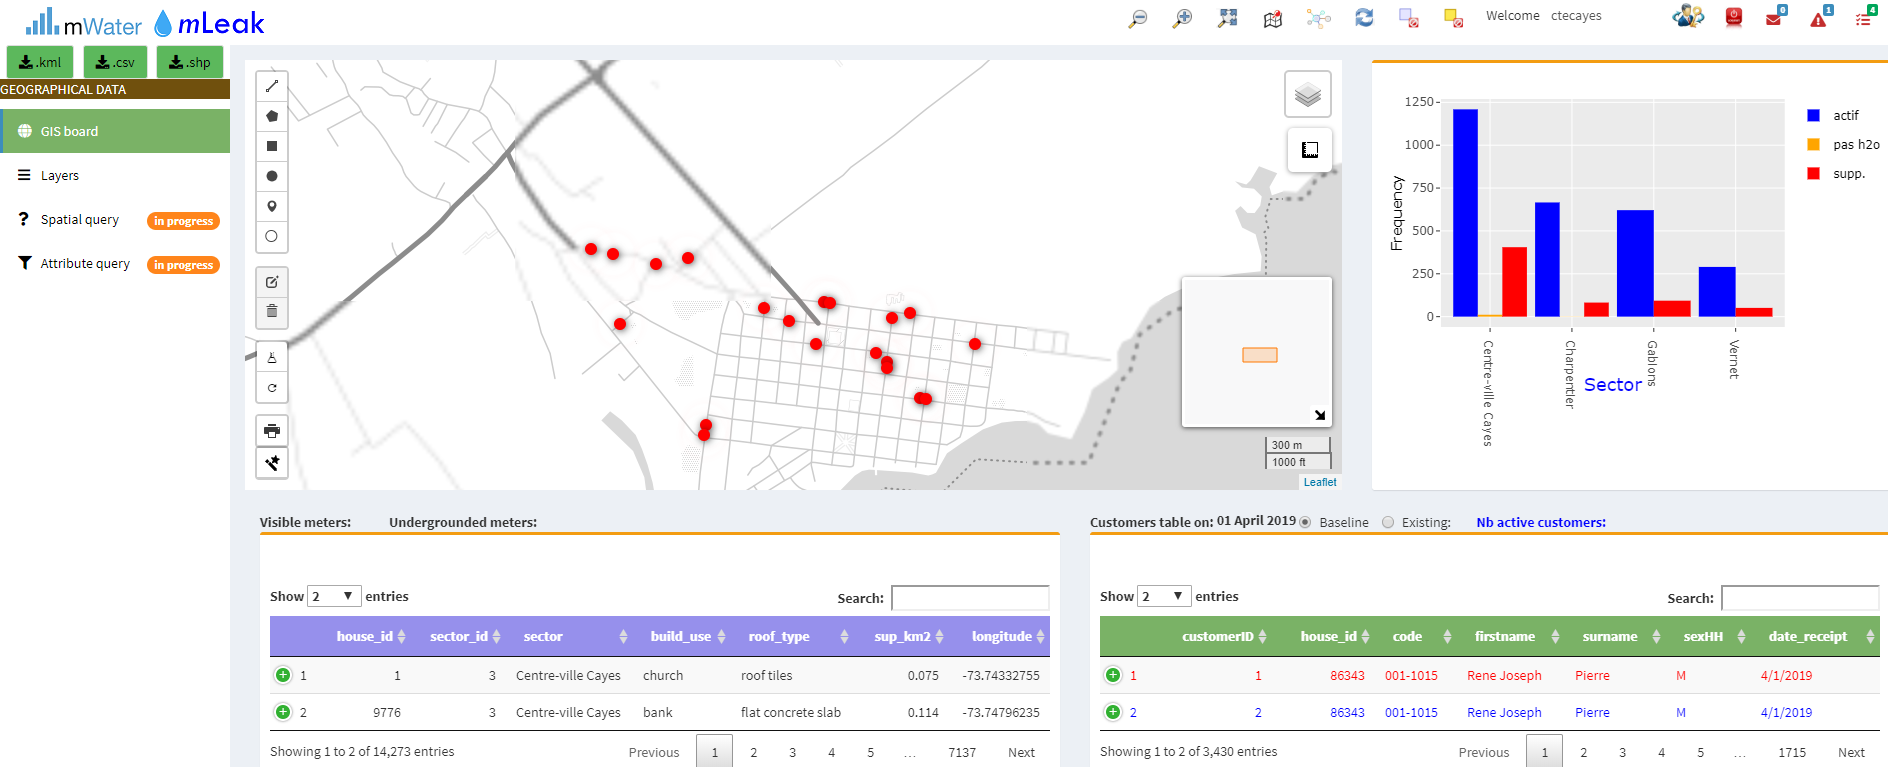 mWater mLeak
Welcome ctecayes
0 1 4
.kml .csv .shp
GEOGRAPHICAL DATA
GIS board
Layers
Spatial query in progress
Attribute query in progress
300 m
1000 ft
Leaflet
1250
1000
750
500
250
0
Frequency
Centre-ville Cayes
Charpentier
Gabions
Vernet
Sector
actif
pas h2o
supp.
Visible meters: Undergrounded meters:
Show 2 entries
Search:
house_id sector_id sector build_use roof_type sup_km2 longitude
1 1 3 Centre-ville Cayes church roof tiles 0.075 -73.74332755
2 9776 3 Centre-ville Cayes bank flat concrete slab 0.114 -73.74796235
Showing 1 to 2 of 14,273 entries
Previous 1 2 3 4 5 … 7137 Next
Customers table on: 01 April 2019 Baseline Existing: Nb active customers:
Show 2 entries
Search:
customerID house_id code firstname surname sexHH date_receipt
1 1 86343 001-1015 Rene Joseph Pierre M 4/1/2019
2 2 86343 001-1015 Rene Joseph Pierre M 4/1/2019
Showing 1 to 2 of 3,430 entries
Previous 1 2 3 4 5 … 1715 Next